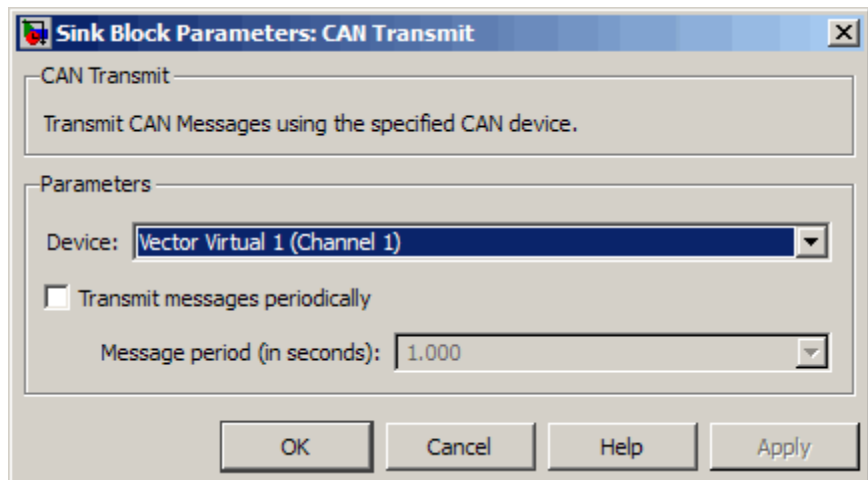 Sink Block Parameters: CAN Transmit
CAN Transmit
Transmit CAN Messages using the specified CAN device.
Parameters
Device: Vector Virtual 1 (Channel 1)
Transmit messages periodically
Message period (in seconds): 1.000
OK Cancel Help Apply